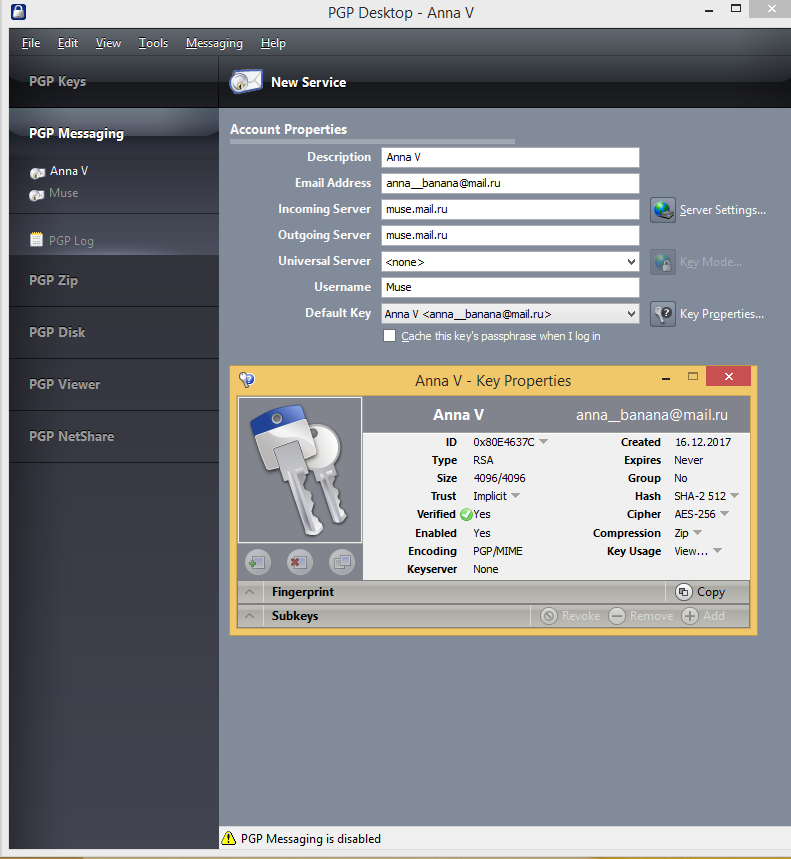 PGP Desktop - Anna V
File Edit View Tools Messaging Help
PGP Keys
PGP Messaging
Anna V
Muse
PGP Log
PGP Zip
PGP Disk
PGP Viewer
PGP NetShare
New Service
Account Properties
Description Anna V
Email Address anna__banana@mail.ru
Incoming Server muse.mail.ru Server Settings...
Outgoing Server muse.mail.ru
Universal Server <none> Key Mode...
Username Muse
Default Key Anna V <anna__banana@mail.ru> Key Properties...
Cache this key's passphrase when I log in
Anna V - Key Properties
Anna V anna__banana@mail.ru
ID 0x80E4637C Created 16.12.2017
Type RSA Expires Never
Size 4096/4096 Group No
Trust Implicit Hash SHA-2 512
Verified Yes Cipher AES-256
Enabled Yes Compression Zip
Encoding PGP/MIME Key Usage View...
Keyserver None
Fingerprint Copy
Subkeys Revoke Remove Add
PGP Messaging is disabled